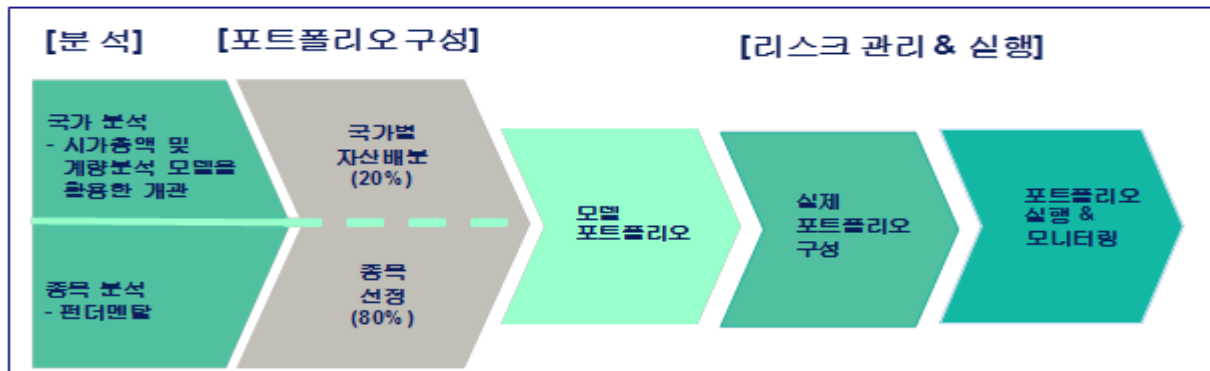 [분 석]
[포트폴리오 구성]
[리스크 관리 & 실행]
국가 분석
- 시가총액 및
계량분석 모델을
활용한 개관
종목 분석
- 펀더멘탈
국가별
자산배분
(20%)
종목
선정
(80%)
모델
포트폴리오
실제
포트폴리오
구성
포트폴리오
실행 &
모니터링